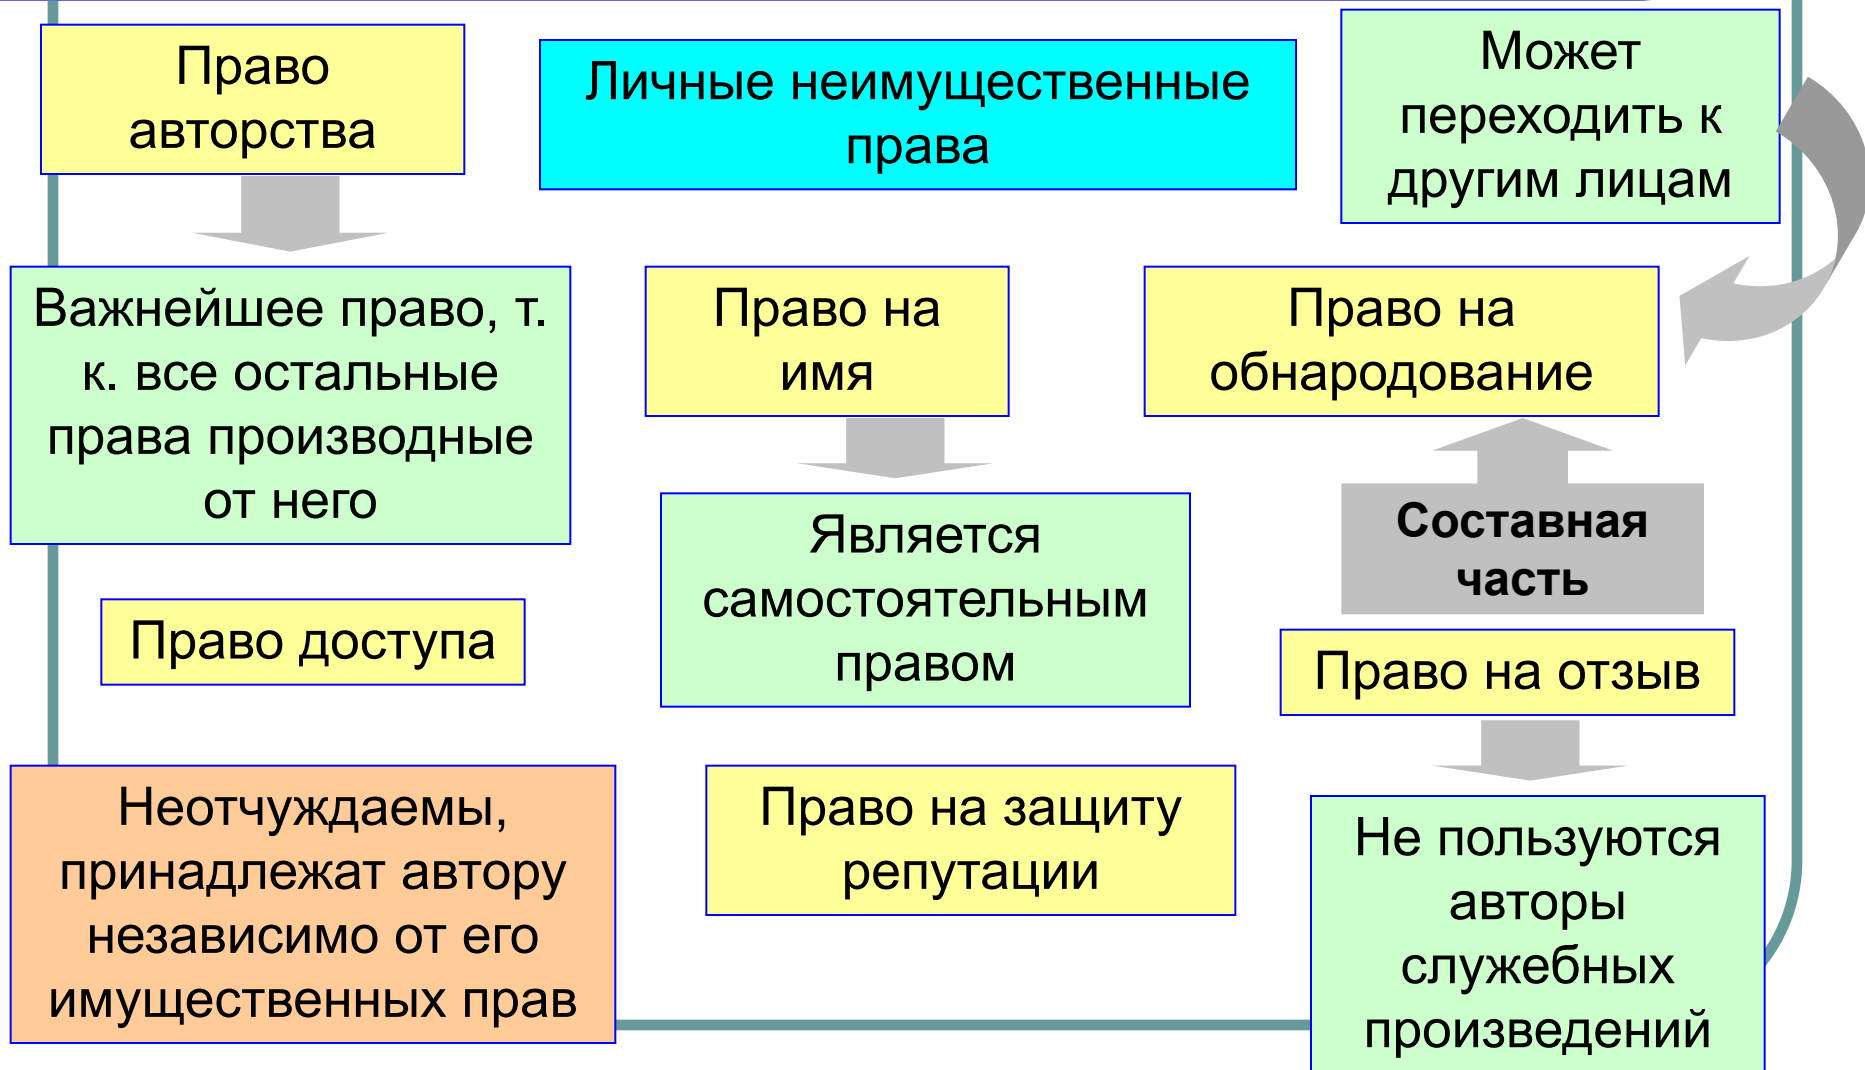 Право
авторства
Личные неимущественные
права
Может
переходить к
другим лицам
Важнейшее право, т.
к. все остальные
права производные
от него
Право на
имя
Право на
обнародование
Составная
часть
Является
самостоятельным
правом
Право доступа
Право на отзыв
Неотчуждаемы,
принадлежат автору
независимо от его
имущественных прав
Право на защиту
репутации
Не пользуются
авторы
служебных
произведений